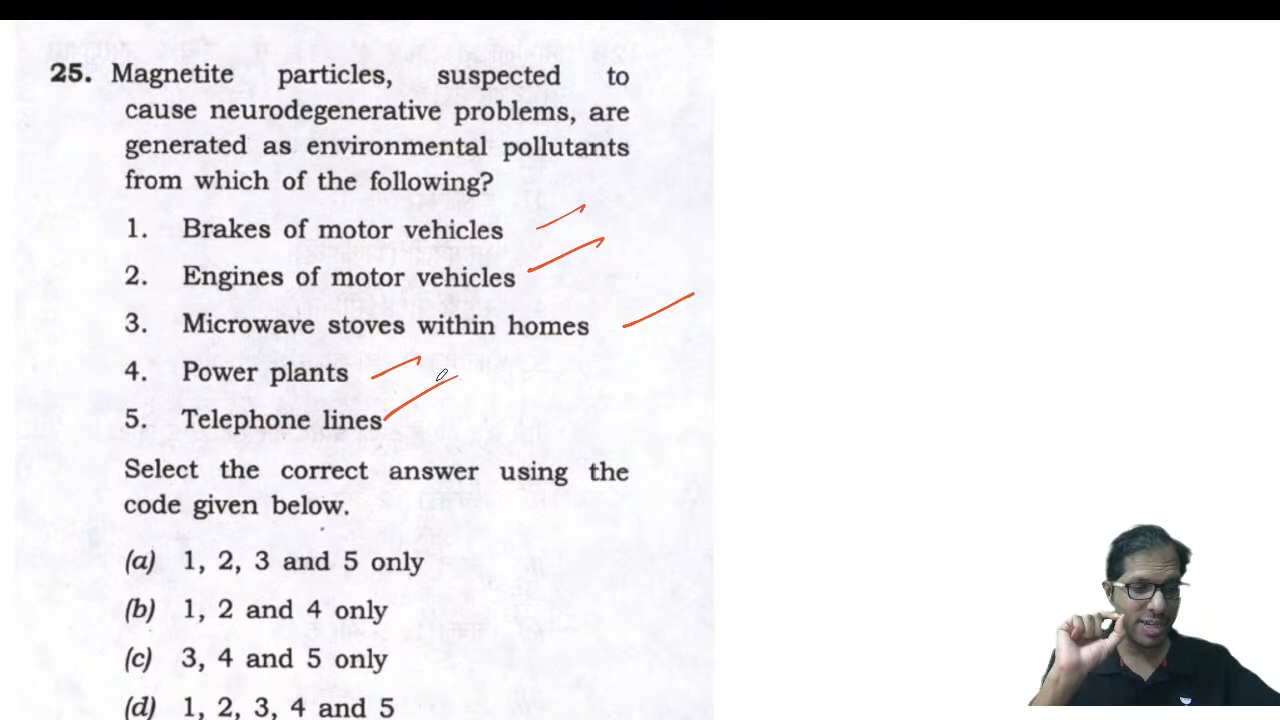 25. Magnetite particles, suspected to
cause neurodegenerative problems, are
generated as environmental pollutants
from which of the following?
1. Brakes of motor vehicles
2. Engines of motor vehicles
3. Microwave stoves within homes
4. Power plants
5. Telephone lines
Select the correct answer using the
code given below.
(a) 1, 2, 3 and 5 only
(b) 1, 2 and 4 only
(c) 3, 4 and 5 only
(d) 1, 2, 3, 4 and 5